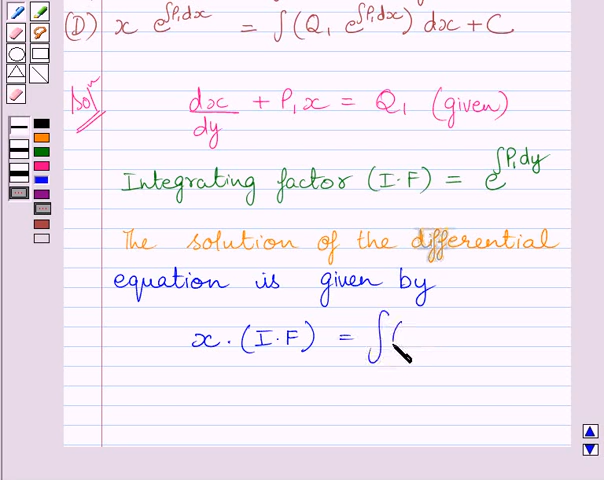 (D) x e^∫P₁dx = ∫(Q₁ e^∫P₁dx) dx + C
Solⁿ dx/dy + P₁x = Q₁ (given)
Integrating factor (I.F) = e^∫P₁dy
The solution of the differential
equation is given by
x . (I.F) = ∫(